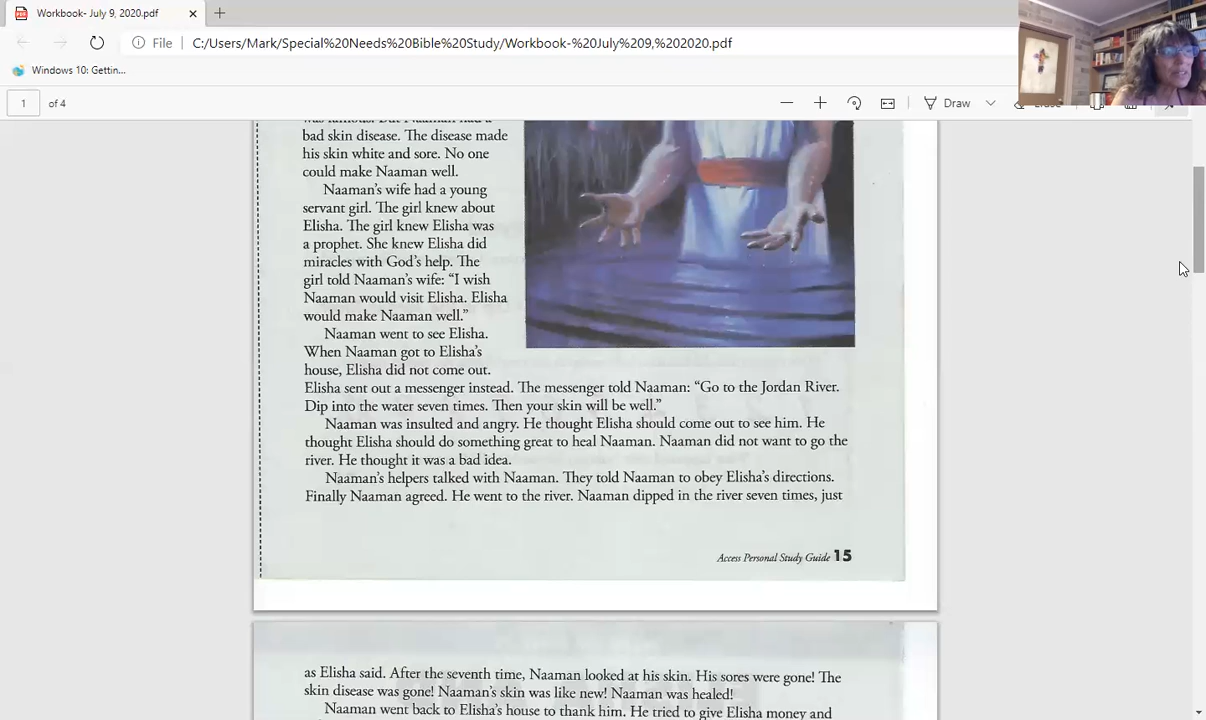 Workbook- July 9, 2020.pdf
File
C:/Users/Mark/Special%20Needs%20Bible%20Study/Workbook-%20July%209,%202020.pdf
Windows 10: Gettin...
1 of 4
Draw
was famous. But Naaman had a
bad skin disease. The disease made
his skin white and sore. No one
could make Naaman well.
Naaman's wife had a young
servant girl. The girl knew about
Elisha. The girl knew Elisha was
a prophet. She knew Elisha did
miracles with God's help. The
girl told Naaman's wife: “I wish
Naaman would visit Elisha. Elisha
would make Naaman well.”
Naaman went to see Elisha.
When Naaman got to Elisha's
house, Elisha did not come out.
Elisha sent out a messenger instead. The messenger told Naaman: “Go to the Jordan River.
Dip into the water seven times. Then your skin will be well.”
Naaman was insulted and angry. He thought Elisha should come out to see him. He
thought Elisha should do something great to heal Naaman. Naaman did not want to go the
river. He thought it was a bad idea.
Naaman's helpers talked with Naaman. They told Naaman to obey Elisha's directions.
Finally Naaman agreed. He went to the river. Naaman dipped in the river seven times, just
Access Personal Study Guide 15
as Elisha said. After the seventh time, Naaman looked at his skin. His sores were gone! The
skin disease was gone! Naaman's skin was like new! Naaman was healed!
Naaman went back to Elisha's house to thank him. He tried to give Elisha money and